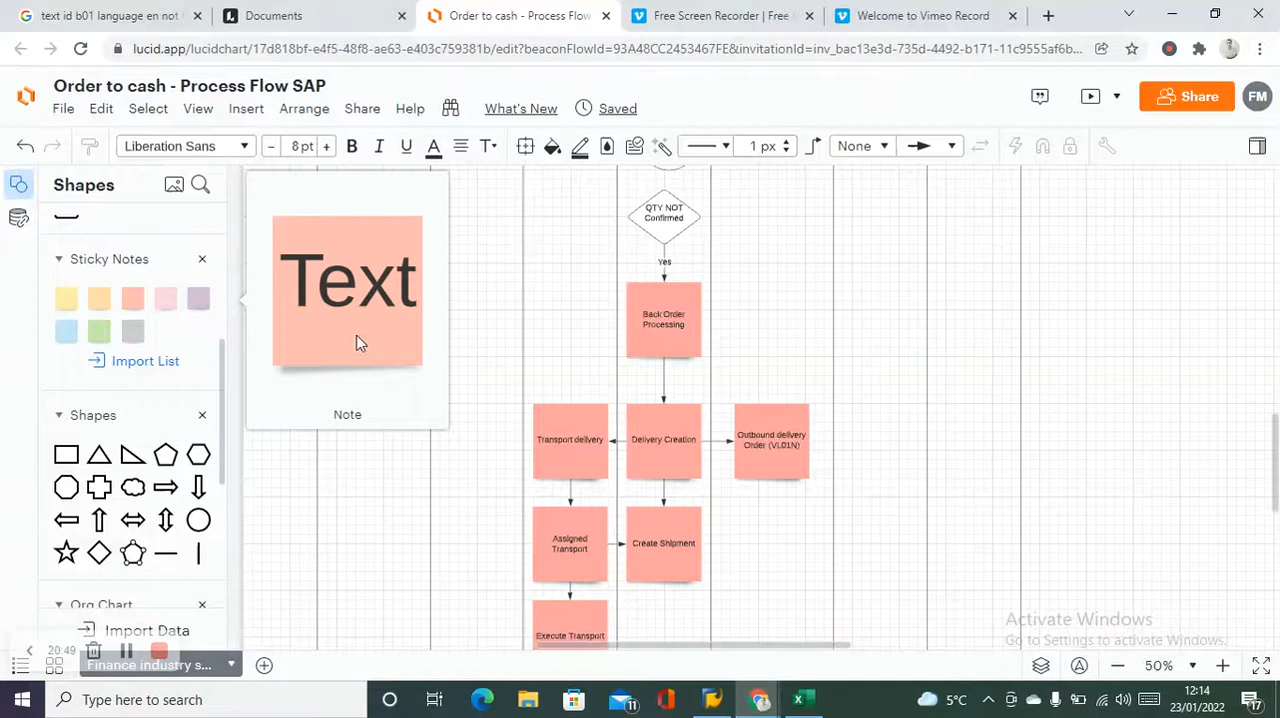 text id b01 language en not
Documents
Order to cash - Process Flow
Free Screen Recorder | Free
Welcome to Vimeo Record
lucid.app/lucidchart/17d818bf-e4f5-48f8-ae63-e403c759381b/edit?beaconFlowId=93A48CC2453467FE&invitationId=inv_bac13e3d-735d-4492-b171-11c9555af6b...
Order to cash - Process Flow SAP
File Edit Select View Insert Arrange Share Help What's New Saved
Share
FM
Liberation Sans
- 8 pt +
B I U A T
1 px
None
Shapes
Sticky Notes
Import List
Shapes
Org Chart
Import Data
Text
Note
QTY NOT
Confirmed
Yes
Back Order
Processing
Transport delivery
Delivery Creation
Outbound delivery
Order (VL01N)
Assigned
Transport
Create Shipment
Execute Transport
Activate Windows
Go to Settings to activate Windows.
20:49
Finance industry s...
50%
Type here to search
11
5°C
12:14
23/01/2022
17